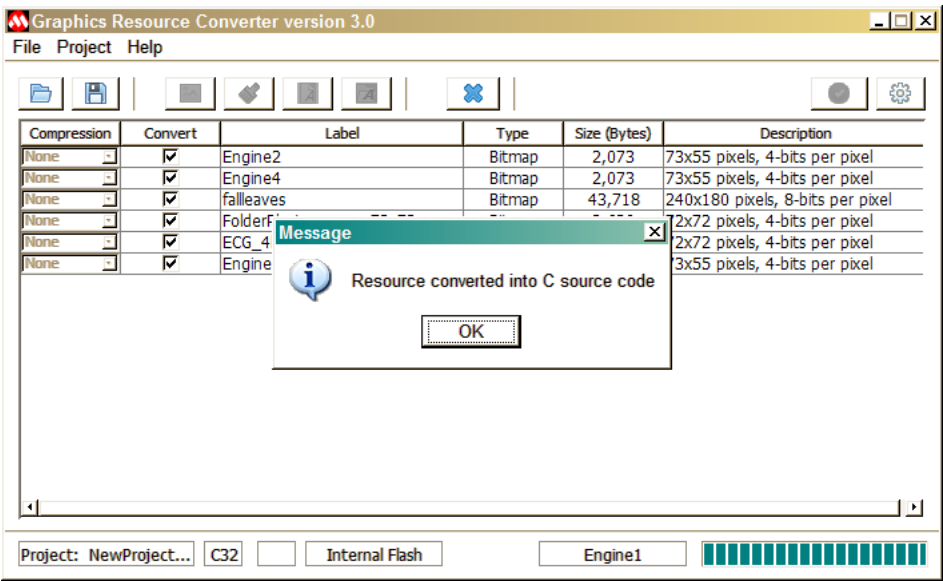 Graphics Resource Converter version 3.0
File Project Help
Compression Convert Label Type Size (Bytes) Description
None Engine2 Bitmap 2,073 73x55 pixels, 4-bits per pixel
None Engine4 Bitmap 2,073 73x55 pixels, 4-bits per pixel
None fallleaves Bitmap 43,718 240x180 pixels, 8-bits per pixel
None 72x72 pixels, 4-bits per pixel
None ECG_4 72x72 pixels, 4-bits per pixel
None Engine 73x55 pixels, 4-bits per pixel
Message
Resource converted into C source code
OK
Project: NewProject... C32 Internal Flash Engine1